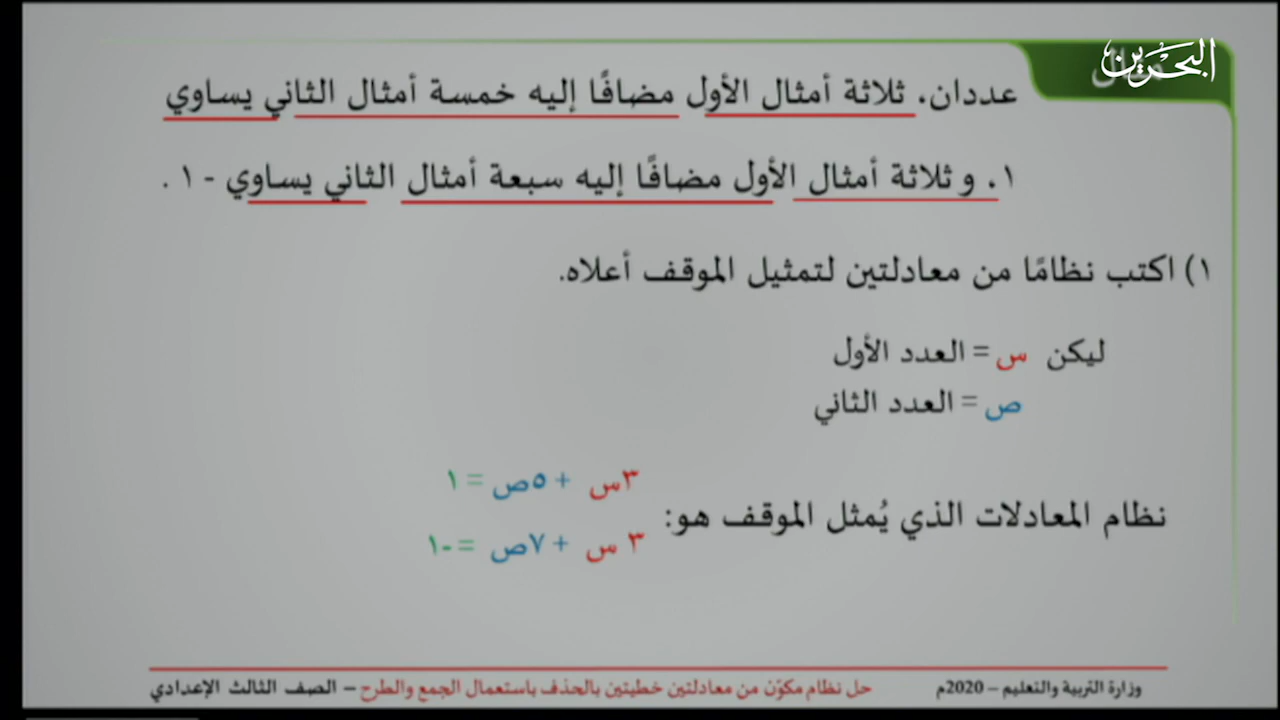 البحرين
عددان. ثلاثة أمثال الأول مضافًا إليه خمسة أمثال الثاني يساوي
١. و ثلاثة أمثال الأول مضافًا إليه سبعة أمثال الثاني يساوي - ١ .
١) اكتب نظامًا من معادلتين لتمثيل الموقف أعلاه.
ليكن س = العدد الأول
ص = العدد الثاني
٣س + ٥ص = ١
نظام المعادلات الذي يُمثل الموقف هو:
٣ س + ٧ص = -١
وزارة التربية والتعليم – 2020م
حل نظام مكوّن من معادلتين خطيتين بالحذف باستعمال الجمع والطرح – الصف الثالث الإعدادي